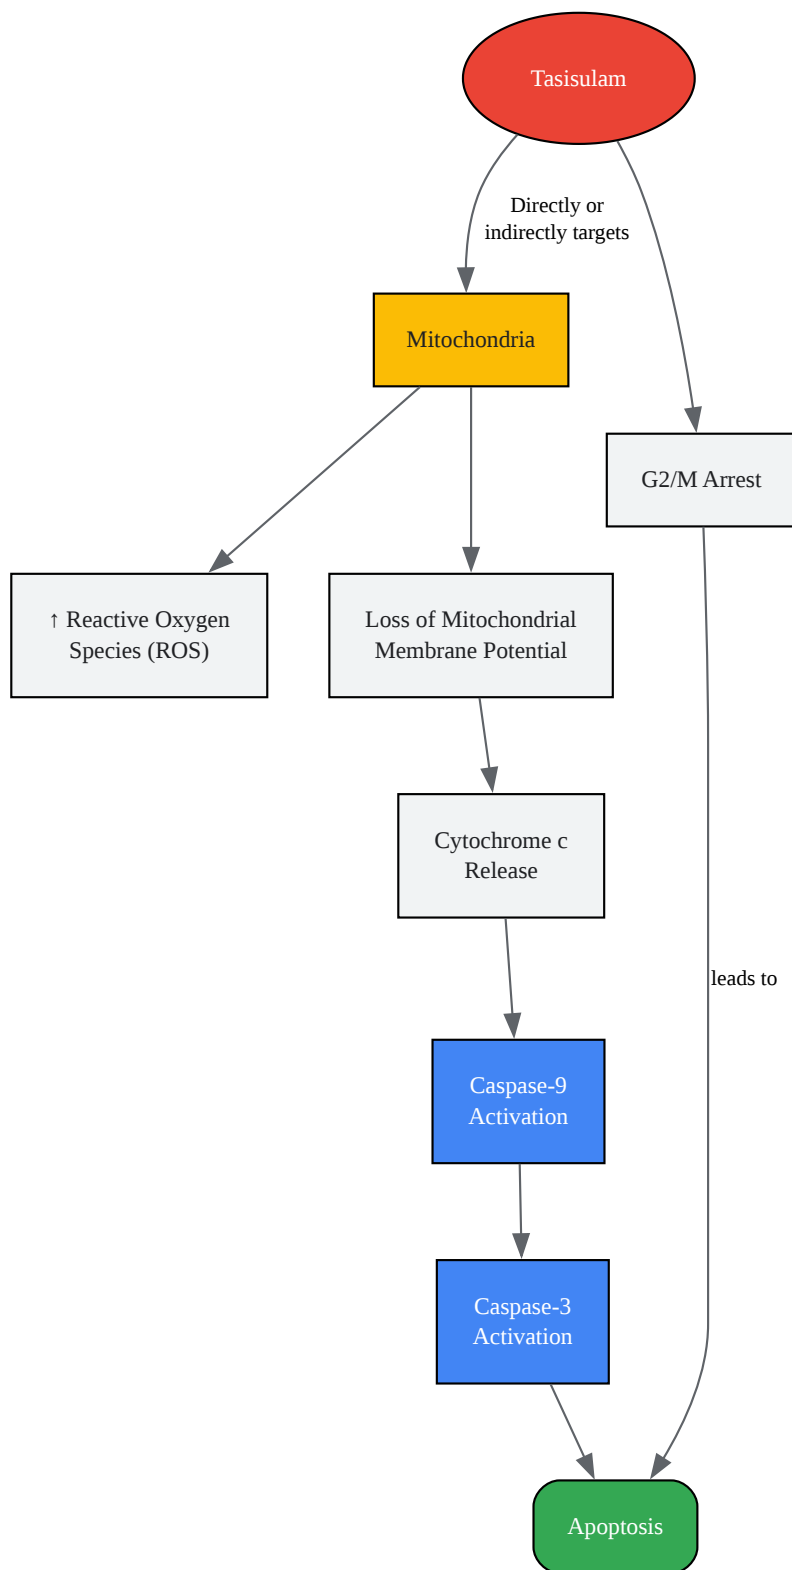 Tasisulam
Directly or
indirectly targets
Mitochondria
G2/M Arrest
↑ Reactive Oxygen
Species (ROS)
Loss of Mitochondrial
Membrane Potential
Cytochrome c
Release
leads to
Caspase-9
Activation
Caspase-3
Activation
Apoptosis